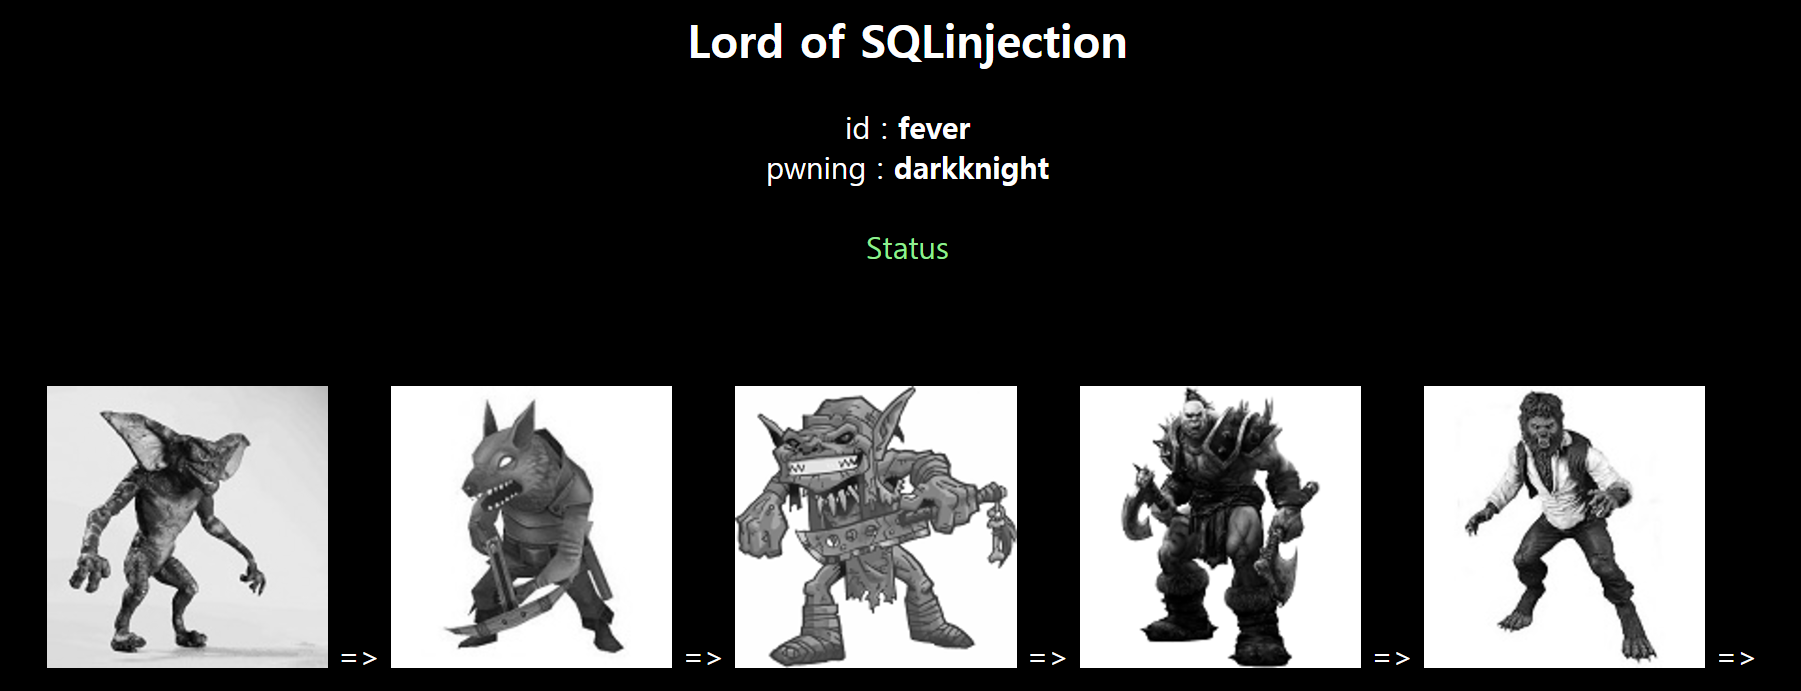 Lord of SQLinjection
id : fever
pwning : darkknight
Status
=> => => => =>